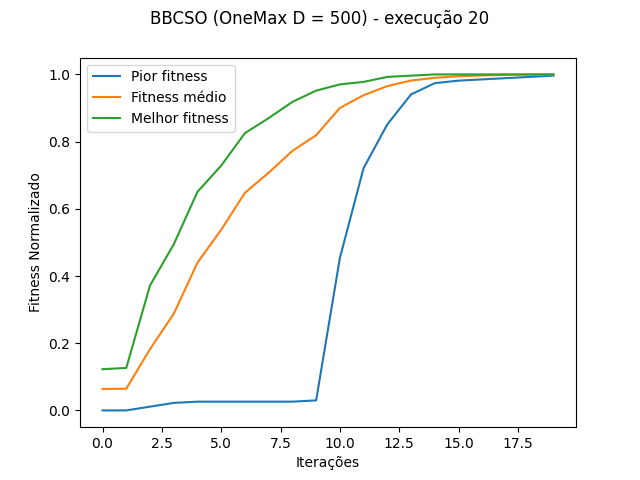 BBCSO (OneMax D = 500) - execução 20
Pior fitness
Fitness médio
Melhor fitness
1.0
0.8
0.6
0.4
0.2
0.0
Fitness Normalizado
0.0 2.5 5.0 7.5 10.0 12.5 15.0 17.5
Iterações